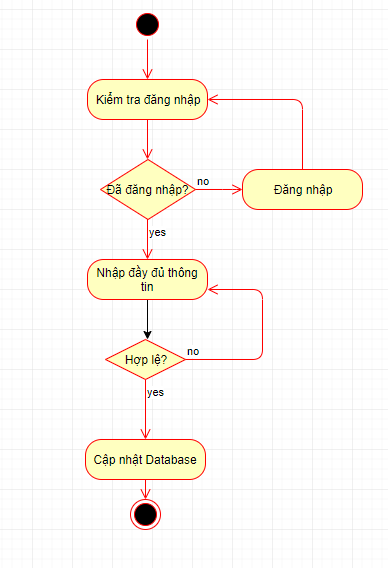 Kiểm tra đăng nhập
Đã đăng nhập?
no
Đăng nhập
yes
Nhập đầy đủ thông
tin
Hợp lệ?
no
yes
Cập nhật Database